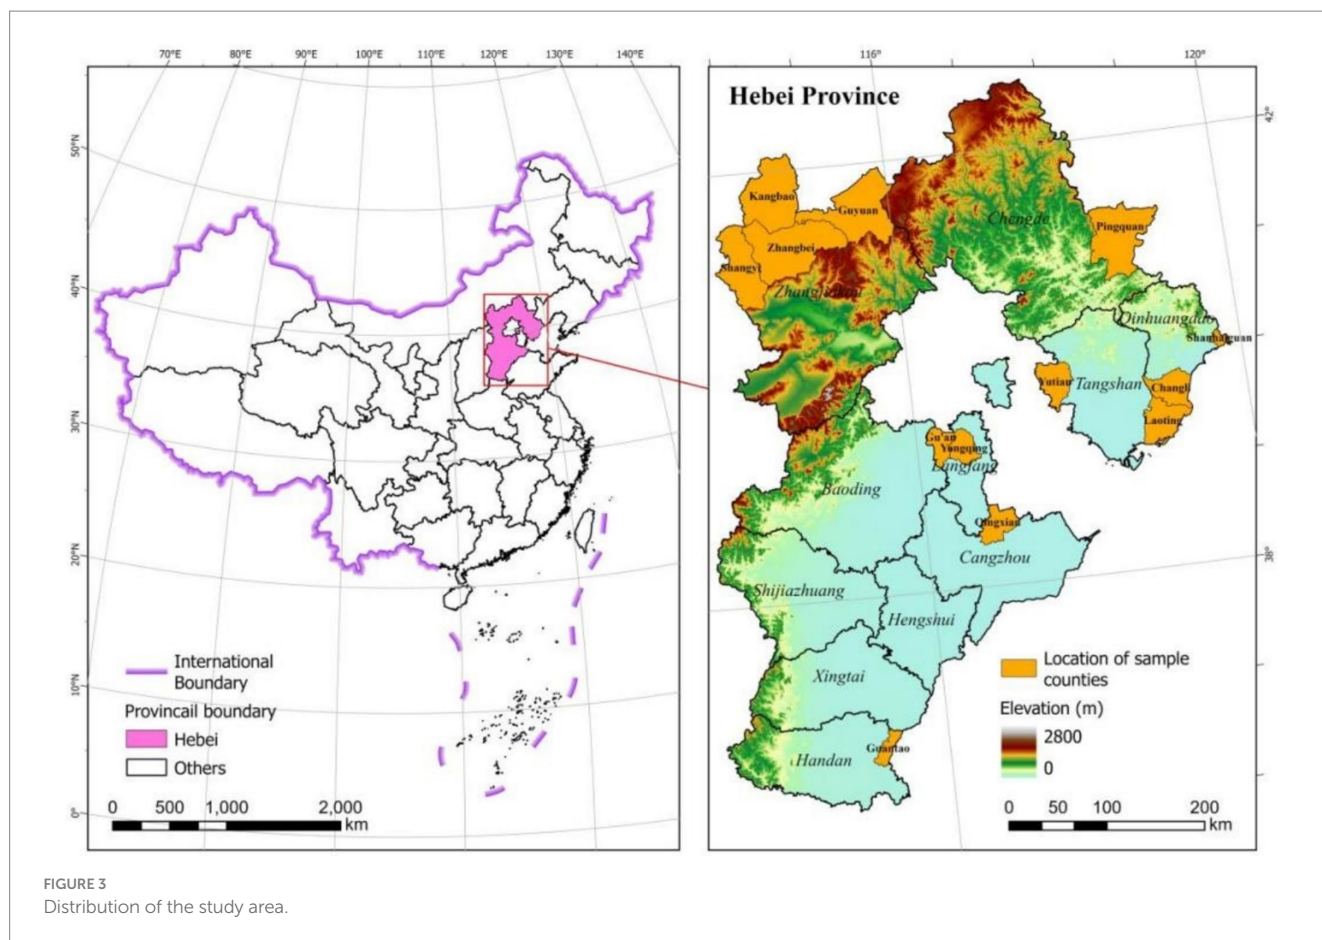 70°E 80°E 90°E 100°E 110°E 120°E 130°E 140°E
50°N
40°N
30°N
20°N
10°N
0°
International
Boundary
Provincail boundary
Hebei
Others
0 500 1,000 2,000
km
116° 120°
42°
38°
Hebei Province
Kangbao
Guyuan
Zhangbei
Shangyi
Zhangjiakou
Chengde
Pingquan
Qinhuangdao
Shanhaiguan
Yutian
Tangshan
Changli
Laoting
Gu'an
Yongqing
Langfang
Baoding
Qingxian
Cangzhou
Shijiazhuang
Hengshui
Xingtai
Guantao
Handan
Location of sample
counties
Elevation (m)
2800
0
0 50 100 200
km
FIGURE 3
Distribution of the study area.